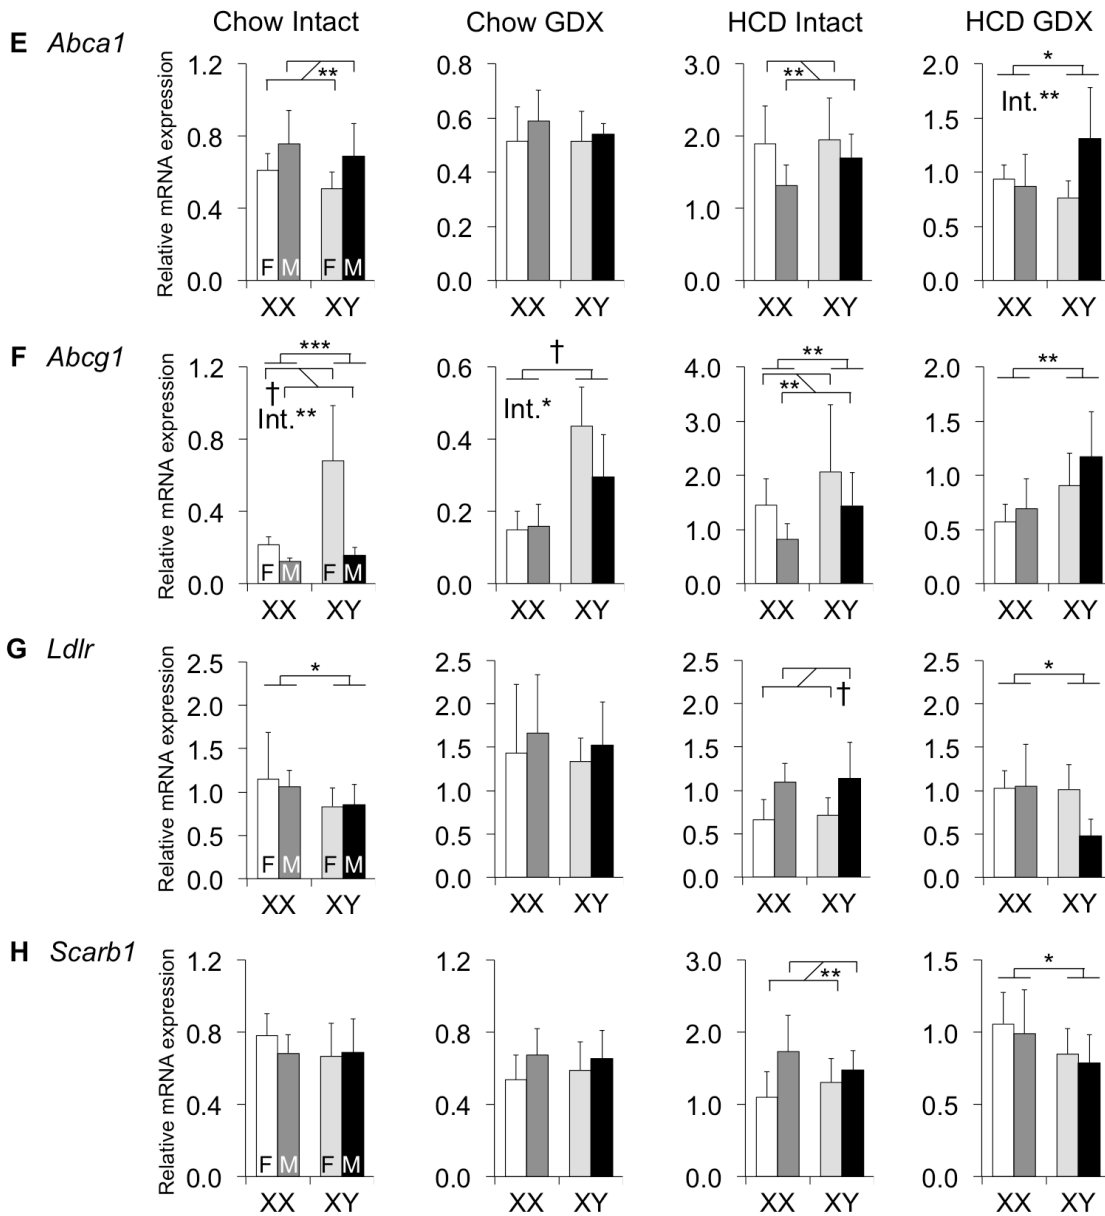 Chow Intact Chow GDX HCD Intact HCD GDX
E Abca1
Relative mRNA expression
1.2 0.8 3.0 2.0
** ** * Int.**
0.8 0.6 2.0 1.5
0.4 0.4 1.0 1.0
0.2 0.5
0.0 0.0 0.0 0.0
F M F M
XX XY XX XY XX XY XX XY
F Abcg1
Relative mRNA expression
*** † ** **
1.2 0.6 4.0 2.0
† Int.** Int.* **
0.8 0.4 3.0 1.5
0.4 0.2 2.0 1.0
1.0 0.5
0.0 0.0 0.0 0.0
F M F M
XX XY XX XY XX XY XX XY
G Ldlr
Relative mRNA expression
2.5 2.5 2.5 2.5
* † *
2.0 2.0 2.0 2.0
1.5 1.5 1.5 1.5
1.0 1.0 1.0 1.0
0.5 0.5 0.5 0.5
0.0 0.0 0.0 0.0
F M F M
XX XY XX XY XX XY XX XY
H Scarb1
Relative mRNA expression
1.2 1.2 3.0 1.5
** *
0.8 0.8 2.0 1.0
0.4 0.4 1.0 0.5
0.0 0.0 0.0 0.0
F M F M
XX XY XX XY XX XY XX XY